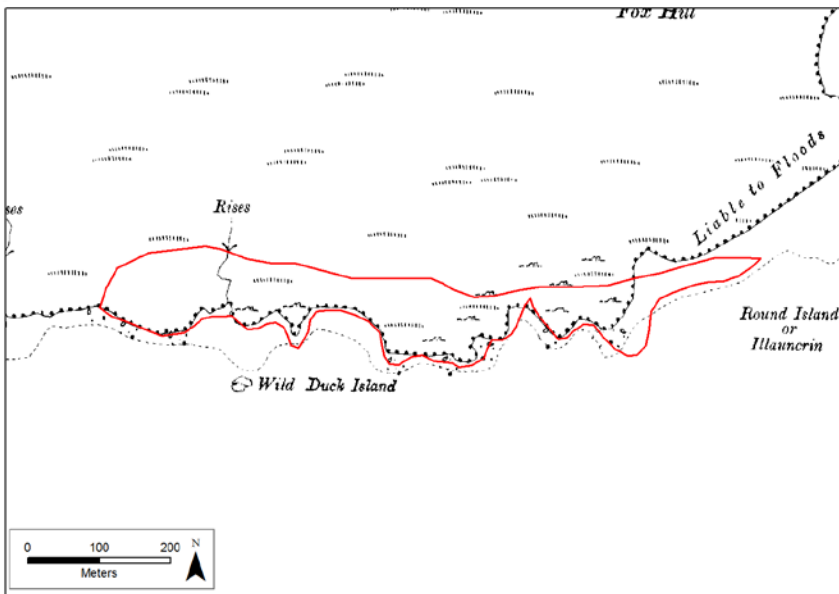 Fox Hill
Liable to Floods
ses
Rises
Round Island
or
Illauncrin
Wild Duck Island
N
0 100 200
Meters